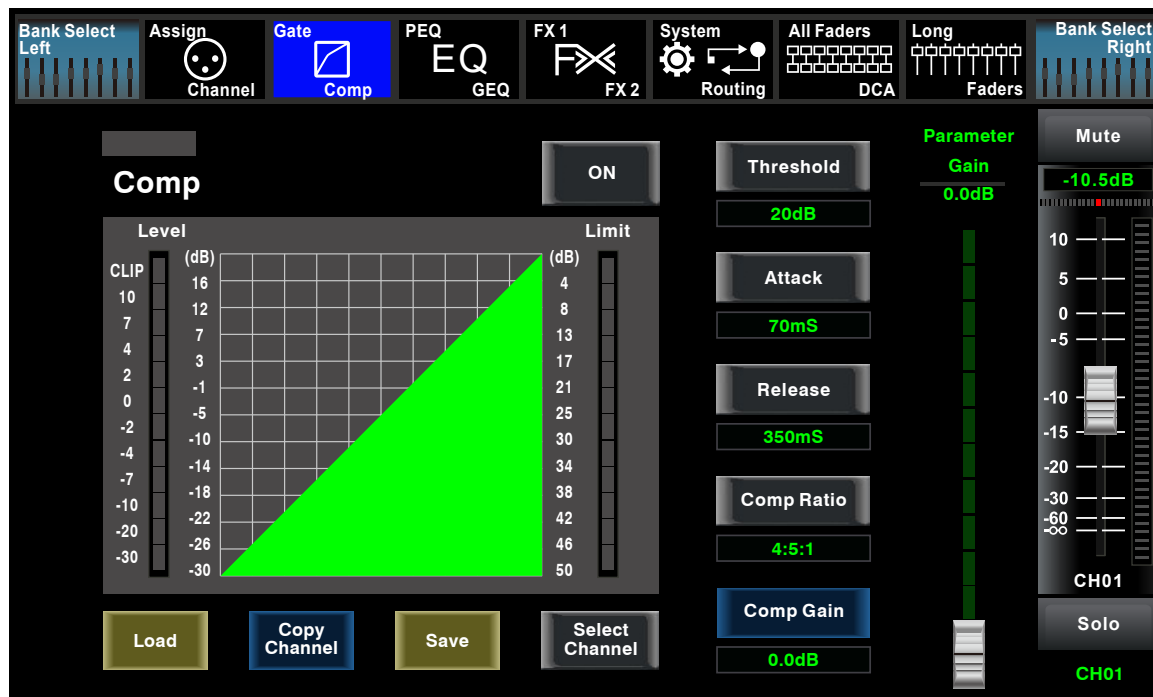 Bank Select
Left
Assign
Channel
Gate
Comp
PEQ
EQ
GEQ
FX 1
FX
FX 2
System
Routing
All Faders
DCA
Long
Faders
Bank Select
Right
Comp
ON
Level
Limit
CLIP
10
7
4
2
0
-2
-4
-7
-10
-20
-30
(dB)
16
12
7
3
-1
-5
-10
-14
-18
-22
-26
-30
(dB)
4
8
13
17
21
25
30
34
38
42
46
50
Load
Copy
Channel
Save
Select
Channel
Threshold
20dB
Attack
70mS
Release
350mS
Comp Ratio
4:5:1
Comp Gain
0.0dB
Parameter
Gain
0.0dB
Mute
-10.5dB
10
5
0
-5
-10
-15
-20
-30
-60
-∞
CH01
Solo
CH01